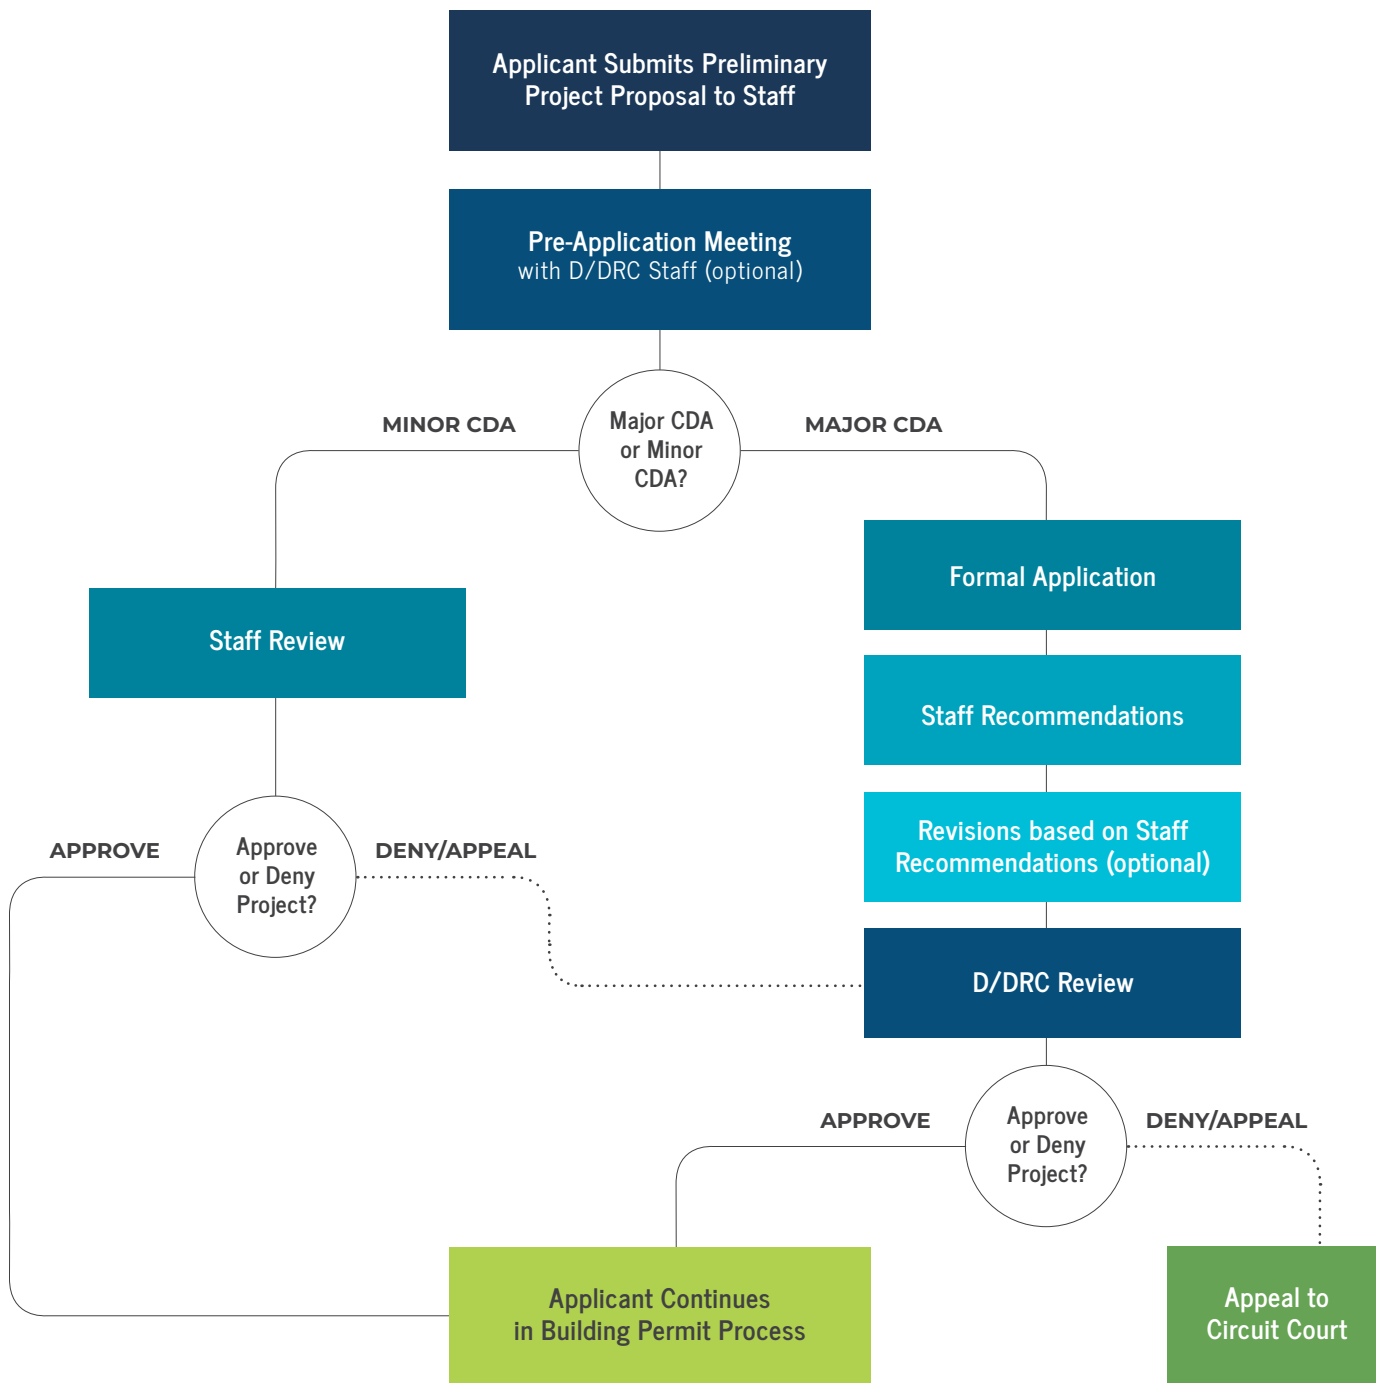 Applicant Submits Preliminary
Project Proposal to Staff
Pre-Application Meeting
with D/DRC Staff (optional)
MINOR CDA
Major CDA
or Minor
CDA?
MAJOR CDA
Formal Application
Staff Review
Staff Recommendations
Revisions based on Staff
Recommendations (optional)
APPROVE
Approve
or Deny
Project?
DENY/APPEAL
D/DRC Review
APPROVE
Approve
or Deny
Project?
DENY/APPEAL
Applicant Continues
in Building Permit Process
Appeal to
Circuit Court